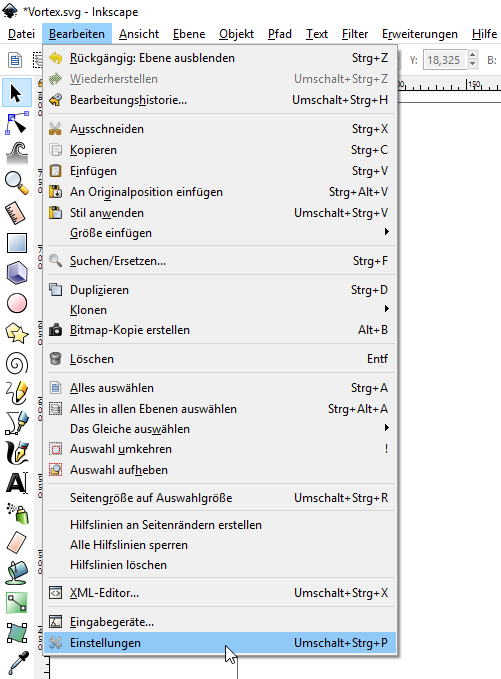 *Vortex.svg - Inkscape
Datei Bearbeiten Ansicht Ebene Objekt Pfad Text Filter Erweiterungen Hilfe
Y: 18,325 B:
Rückgängig: Ebene ausblenden Strg+Z
Wiederherstellen Umschalt+Strg+Z
Bearbeitungshistorie... Umschalt+Strg+H
Ausschneiden Strg+X
Kopieren Strg+C
Einfügen Strg+V
An Originalposition einfügen Strg+Alt+V
Stil anwenden Umschalt+Strg+V
Größe einfügen
Suchen/Ersetzen... Strg+F
Duplizieren Strg+D
Klonen
Bitmap-Kopie erstellen Alt+B
Löschen Entf
Alles auswählen Strg+A
Alles in allen Ebenen auswählen Strg+Alt+A
Das Gleiche auswählen
Auswahl umkehren !
Auswahl aufheben
Seitengröße auf Auswahlgröße Umschalt+Strg+R
Hilfslinien an Seitenrändern erstellen
Alle Hilfslinien sperren
Hilfslinien löschen
XML-Editor... Umschalt+Strg+X
Eingabegeräte...
Einstellungen Umschalt+Strg+P